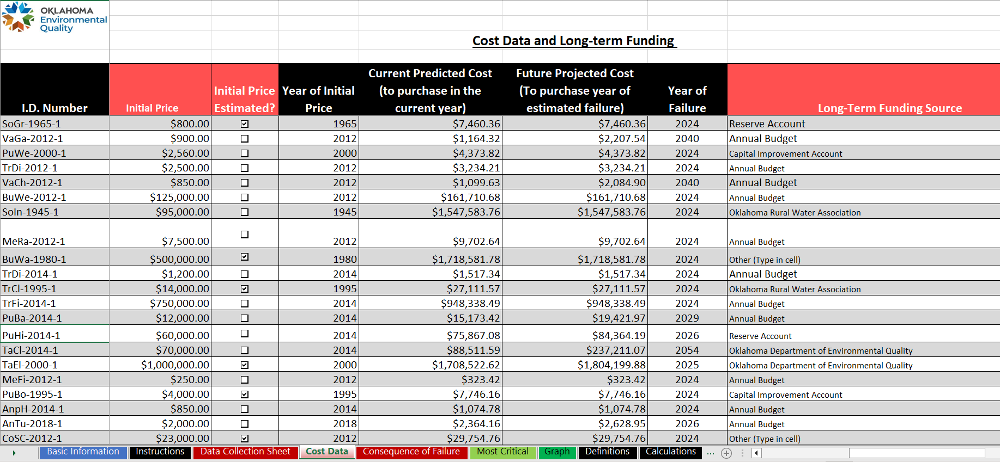 OKLAHOMA
Environmental
Quality
Cost Data and Long-term Funding
I.D. Number Initial Price Initial Price Estimated? Year of Initial Price Current Predicted Cost (to purchase in the current year) Future Projected Cost (To purchase year of estimated failure) Year of Failure Long-Term Funding Source
SoGr-1965-1 $800.00 1965 $7,460.36 $7,460.36 2024 Reserve Account
VaGa-2012-1 $900.00 2012 $1,164.32 $2,207.54 2040 Annual Budget
PuWe-2000-1 $2,560.00 2000 $4,373.82 $4,373.82 2024 Capital Improvement Account
TrDi-2012-1 $2,500.00 2012 $3,234.21 $3,234.21 2024 Annual Budget
VaCh-2012-1 $850.00 2012 $1,099.63 $2,084.90 2040 Annual Budget
BuWe-2012-1 $125,000.00 2012 $161,710.68 $161,710.68 2024 Annual Budget
SoIn-1945-1 $95,000.00 1945 $1,547,583.76 $1,547,583.76 2024 Oklahoma Rural Water Association
MeRa-2012-1 $7,500.00 2012 $9,702.64 $9,702.64 2024 Annual Budget
BuWa-1980-1 $500,000.00 1980 $1,718,581.78 $1,718,581.78 2024 Other (Type in cell)
TrDi-2014-1 $1,200.00 2014 $1,517.34 $1,517.34 2024 Annual Budget
TrCl-1995-1 $14,000.00 1995 $27,111.57 $27,111.57 2024 Oklahoma Rural Water Association
TrFi-2014-1 $750,000.00 2014 $948,338.49 $948,338.49 2024 Annual Budget
PuBa-2014-1 $12,000.00 2014 $15,173.42 $19,421.97 2029 Annual Budget
PuHi-2014-1 $60,000.00 2014 $75,867.08 $84,364.19 2026 Reserve Account
TaCl-2014-1 $70,000.00 2014 $88,511.59 $237,211.07 2054 Oklahoma Department of Environmental Quality
TaEl-2000-1 $1,000,000.00 2000 $1,708,522.62 $1,804,199.88 2025 Oklahoma Department of Environmental Quality
MeFi-2012-1 $250.00 2012 $323.42 $323.42 2024 Annual Budget
PuBo-1995-1 $4,000.00 1995 $7,746.16 $7,746.16 2024 Capital Improvement Account
AnpH-2014-1 $850.00 2014 $1,074.78 $1,074.78 2024 Annual Budget
AnTu-2018-1 $2,000.00 2018 $2,364.16 $2,628.95 2026 Annual Budget
CoSC-2012-1 $23,000.00 2012 $29,754.76 $29,754.76 2024 Other (Type in cell)
Basic Information Instructions Data Collection Sheet Cost Data Consequence of Failure Most Critical Graph Definitions Calculations ...